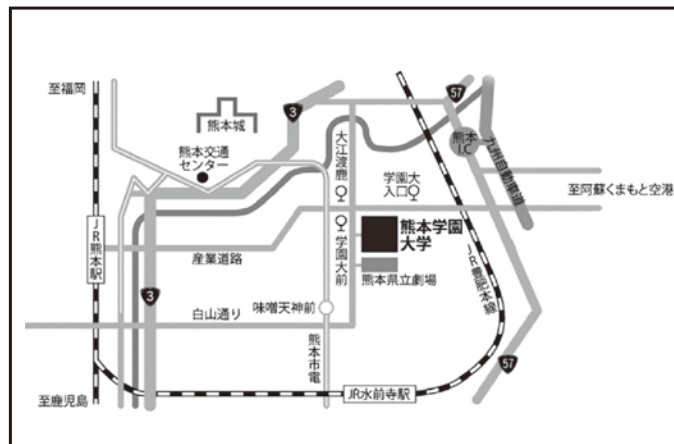 至福岡
3
57
熊本城
熊本交通
センター
大江渡鹿
学園大
入口
熊本
I.C
九州自動車道
至阿蘇くまもと空港
JR熊本駅
産業道路
学園大前
熊本学園
大学
熊本県立劇場
JR豊肥本線
3
白山通り
味噌天神前
熊本市電
57
JR水前寺駅
至鹿児島